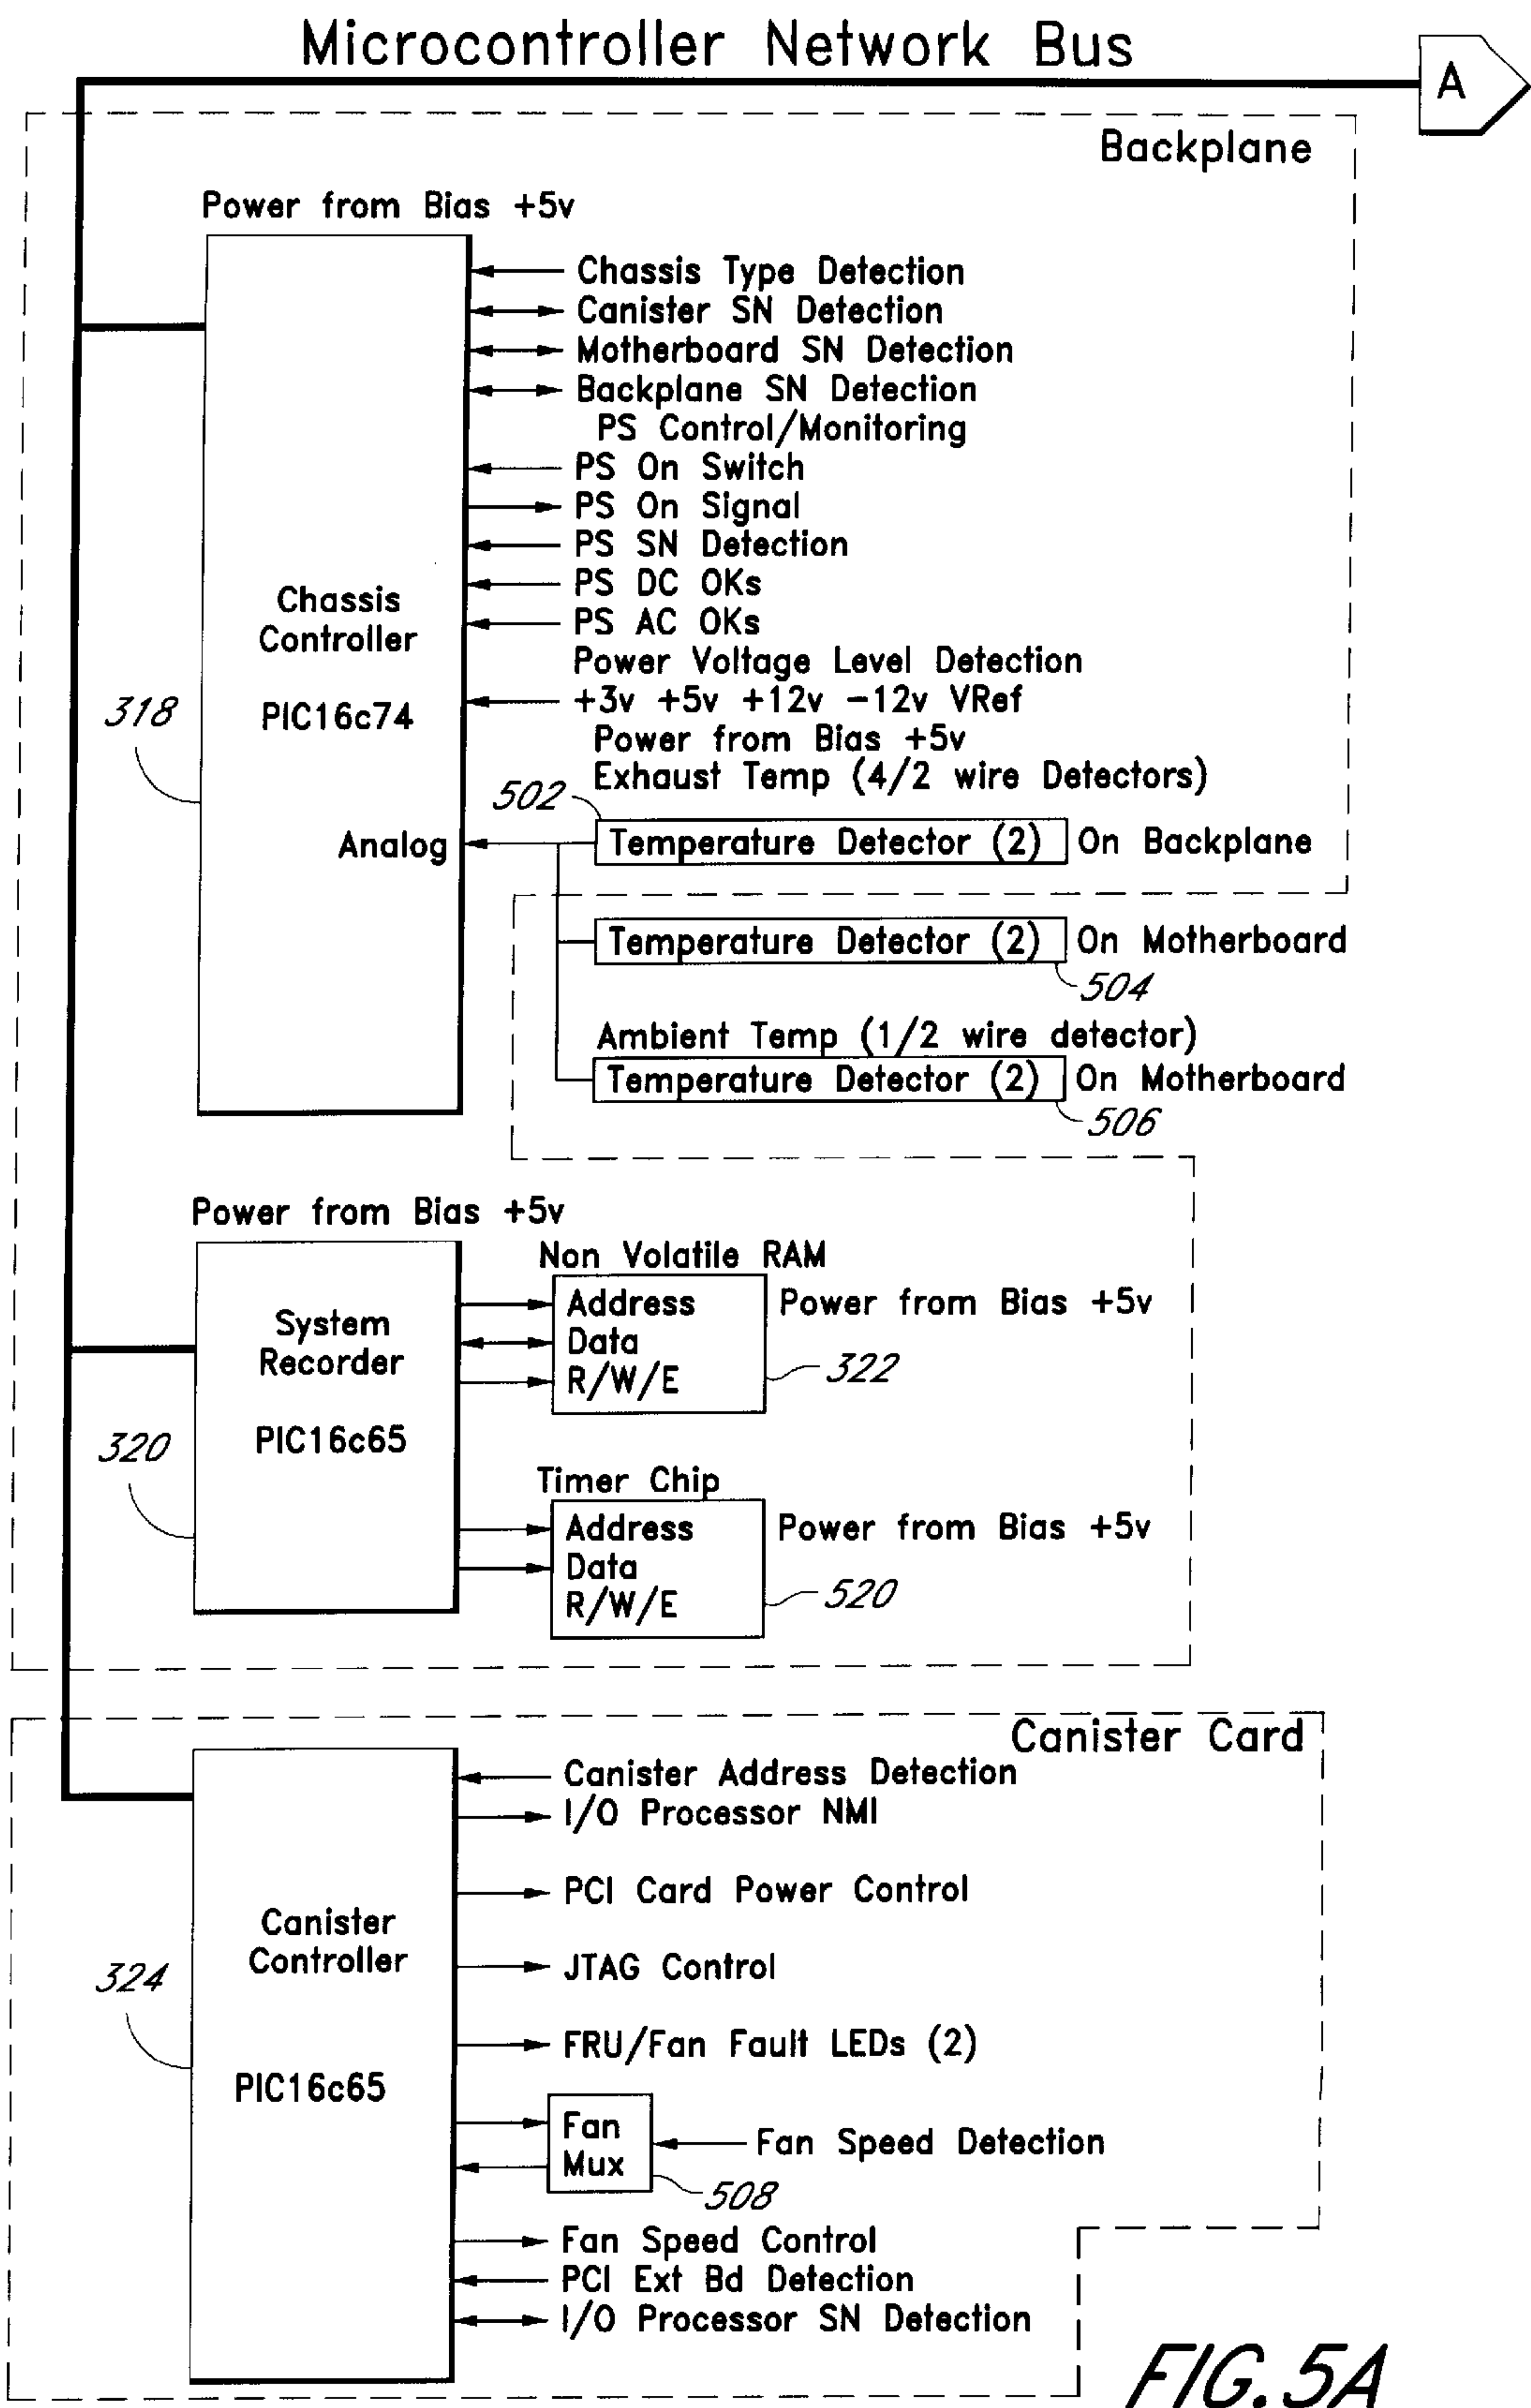 Microcontroller Network Bus
A
Backplane
Power from Bias +5v
Chassis Type Detection
Canister SN Detection
Motherboard SN Detection
Backplane SN Detection
PS Control/Monitoring
PS On Switch
PS On Signal
PS SN Detection
PS DC OKs
PS AC OKs
Chassis
Controller
PIC16c74
318
Power Voltage Level Detection
+3v +5v +12v -12v VRef
Power from Bias +5v
Exhaust Temp (4/2 wire Detectors)
502
Analog
Temperature Detector (2) On Backplane
Temperature Detector (2) On Motherboard
504
Ambient Temp (1/2 wire detector)
Temperature Detector (2) On Motherboard
506
Power from Bias +5v
System
Recorder
PIC16c65
320
Non Volatile RAM
Address
Data
R/W/E
Power from Bias +5v
322
Timer Chip
Address
Data
R/W/E
Power from Bias +5v
520
Canister Card
Canister Address Detection
I/O Processor NMI
PCI Card Power Control
Canister
Controller
PIC16c65
324
JTAG Control
FRU/Fan Fault LEDs (2)
Fan
Mux
Fan Speed Detection
508
Fan Speed Control
PCI Ext Bd Detection
I/O Processor SN Detection
FIG. 5A